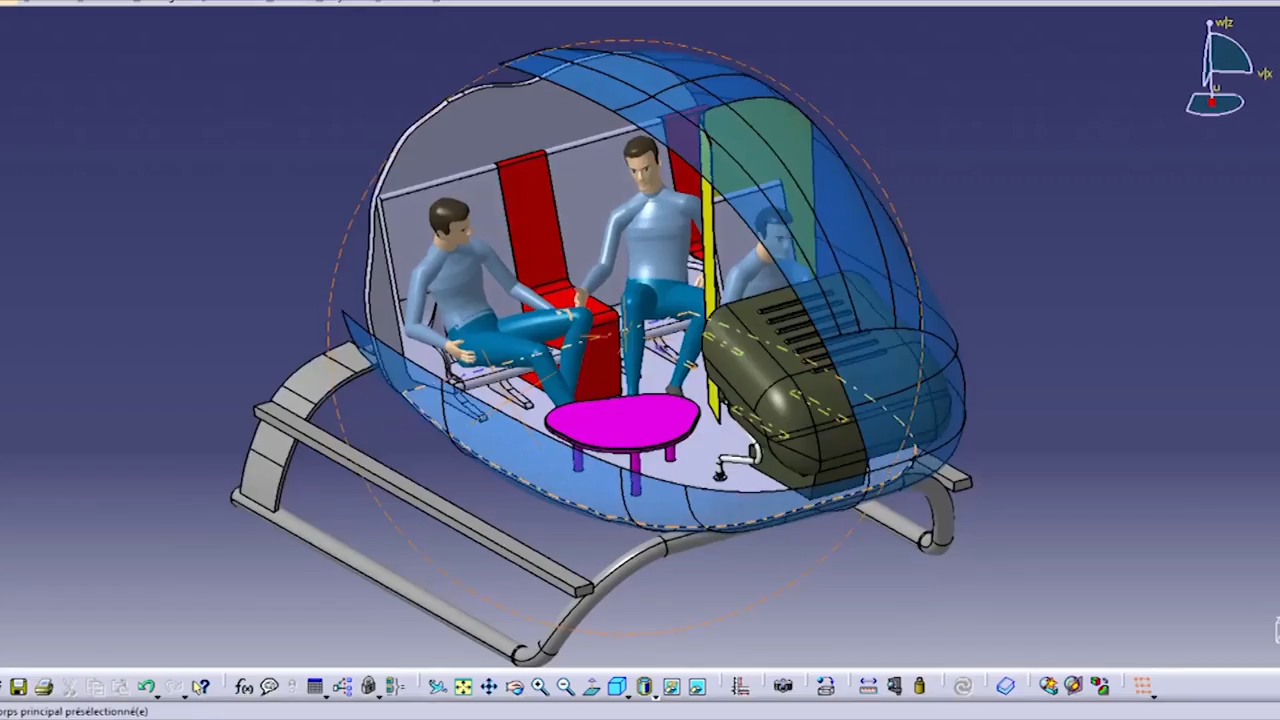 w|z
v|x
u
f(x)
orps principal présélectionné(e)